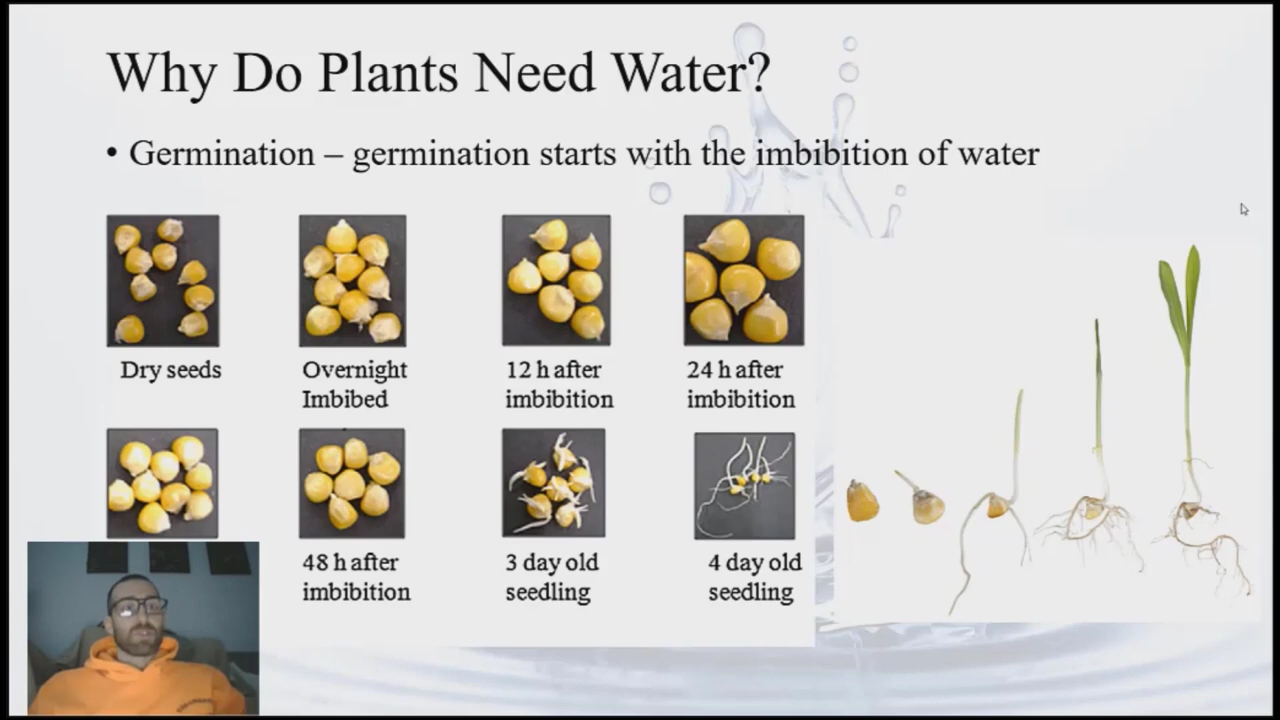 Why Do Plants Need Water?
• Germination – germination starts with the imbibition of water
Dry seeds
Overnight
Imbibed
12 h after
imbibition
24 h after
imbibition
48 h after
imbibition
3 day old
seedling
4 day old
seedling